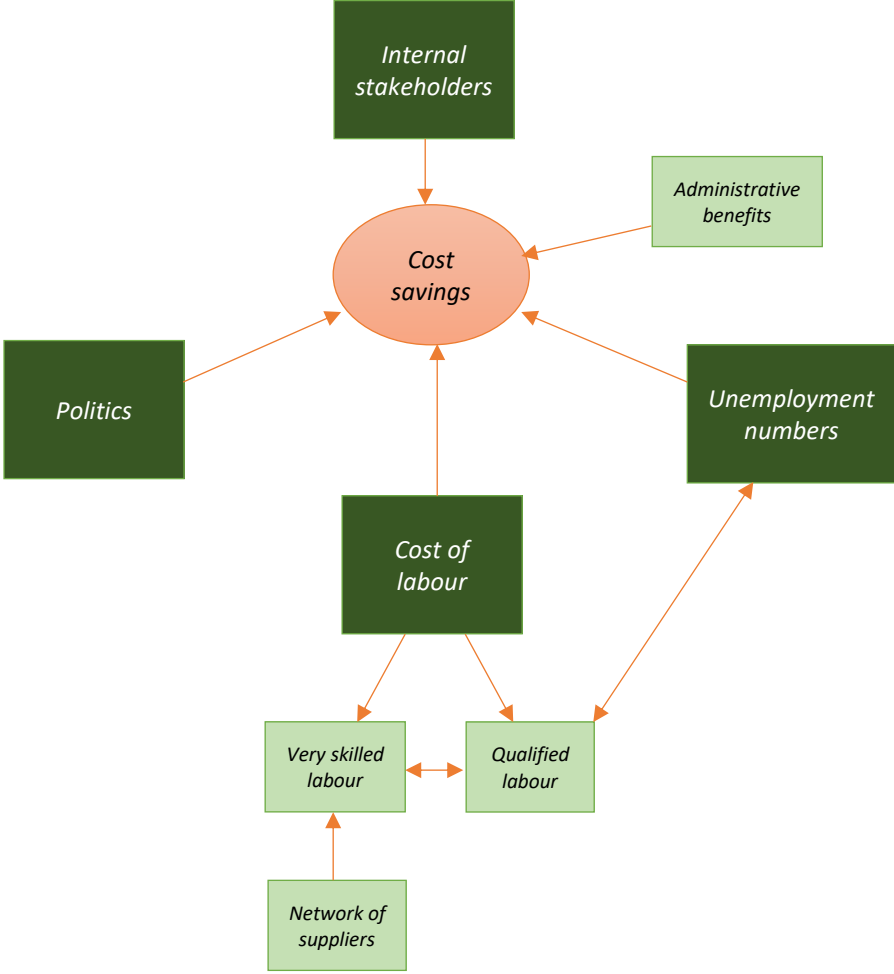 Internal
stakeholders
Administrative
benefits
Cost
savings
Politics
Unemployment
numbers
Cost of
labour
Very skilled
labour
Qualified
labour
Network of
suppliers